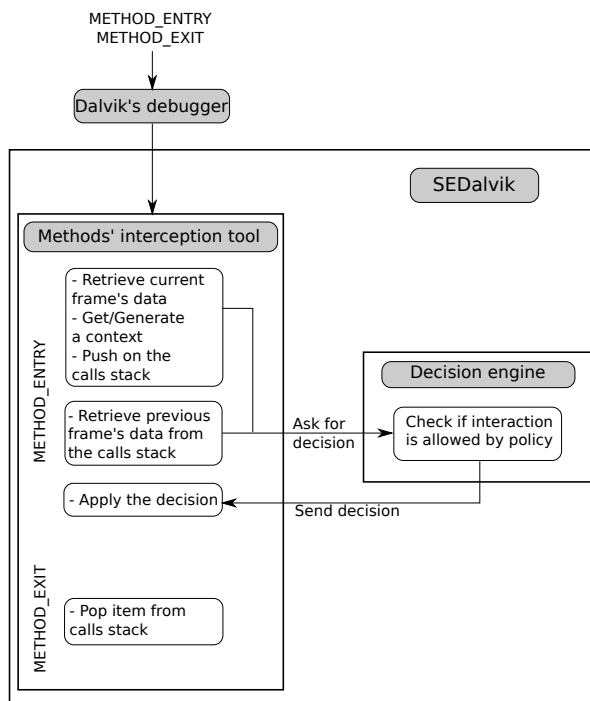 METHOD_ENTRY
METHOD_EXIT
Dalvik's debugger
SEDalvik
Methods' interception tool
METHOD_ENTRY
- Retrieve current
frame's data
- Get/Generate
a context
- Push on the
calls stack
- Retrieve previous
frame's data from
the calls stack
Ask for
decision
Decision engine
Check if interaction
is allowed by policy
- Apply the decision
Send decision
METHOD_EXIT
- Pop item from
calls stack